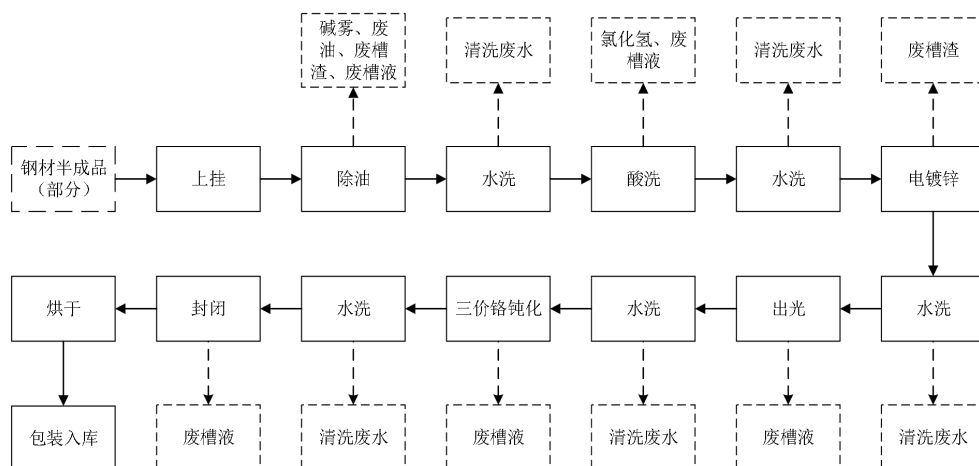 碱雾、废
油、废槽
渣、废槽液
清洗废水
氯化氢、废
槽液
清洗废水
废槽渣
钢材半成品
（部分）
上挂
除油
水洗
酸洗
水洗
电镀锌
烘干
封闭
水洗
三价铬钝化
水洗
出光
水洗
包装入库
废槽液
清洗废水
废槽液
清洗废水
废槽液
清洗废水